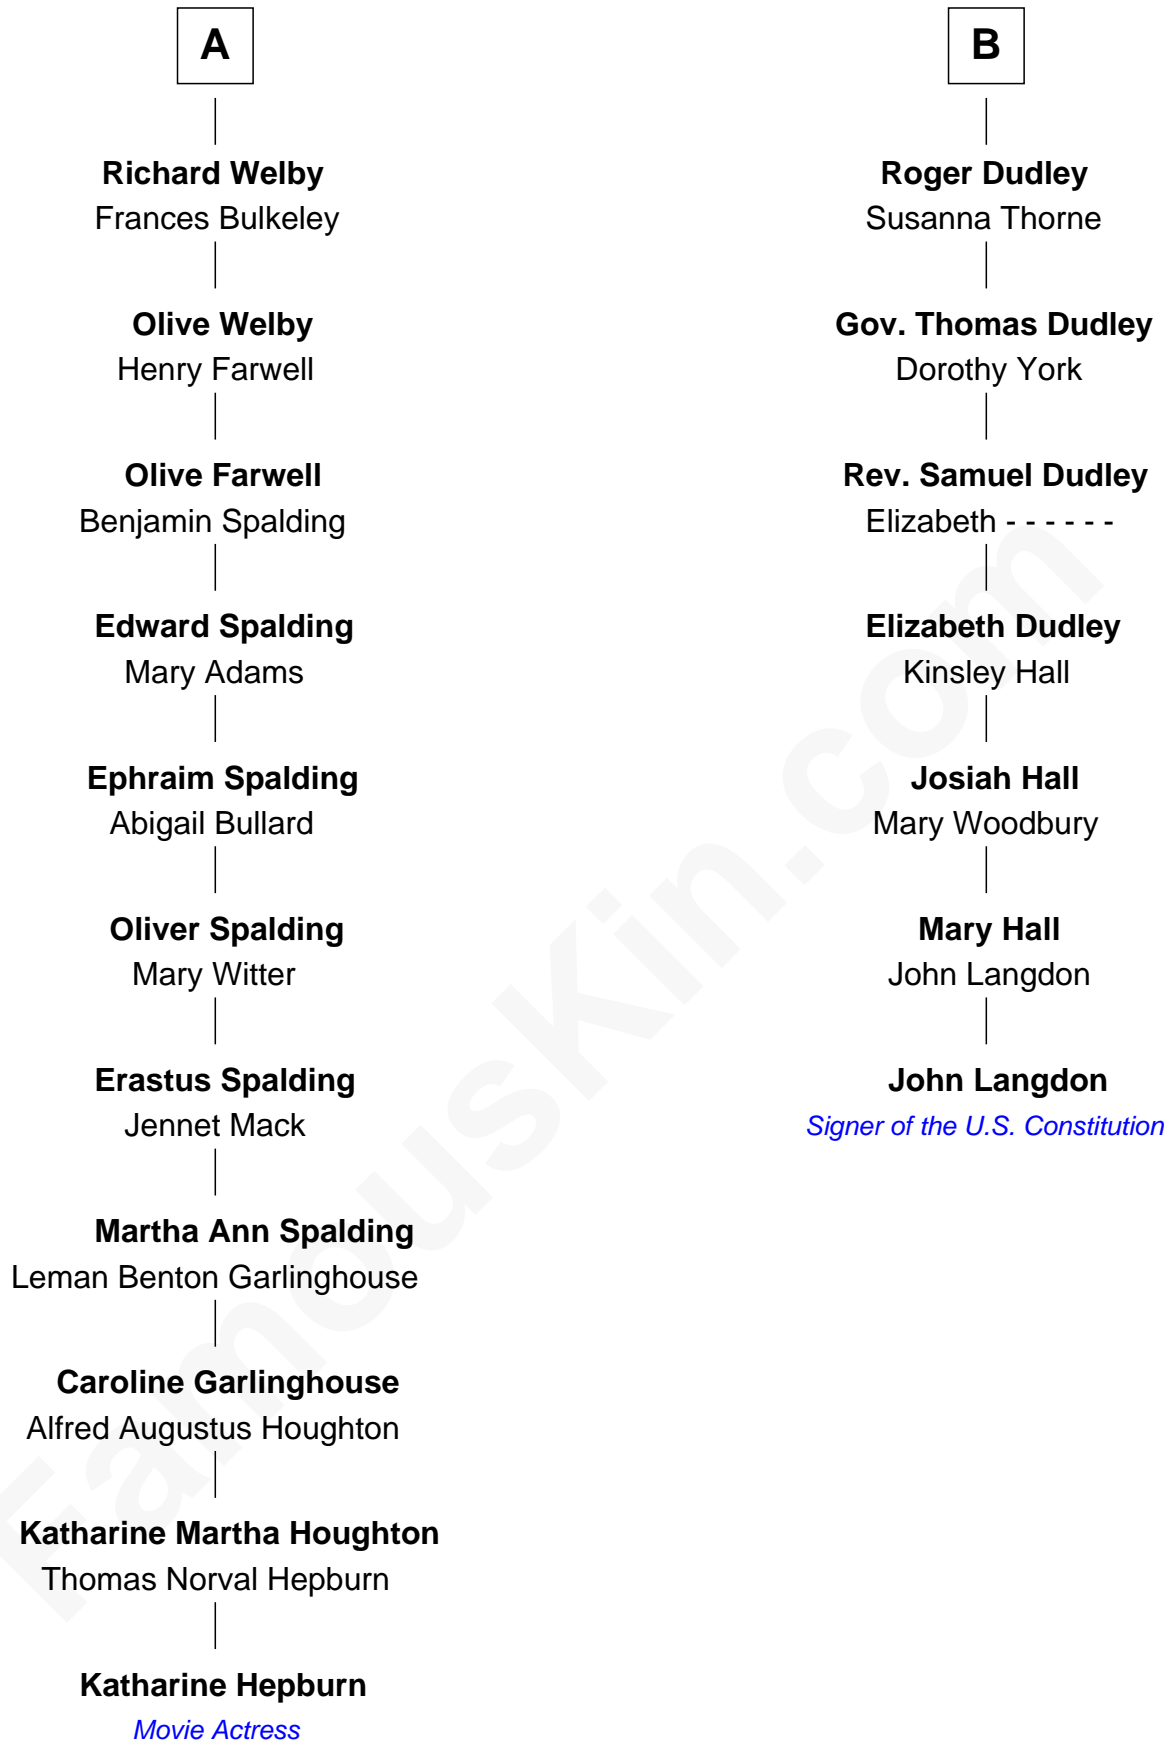 A
Richard Welby
Frances Bulkeley
Olive Welby
Henry Farwell
Olive Farwell
Benjamin Spalding
Edward Spalding
Mary Adams
Ephraim Spalding
Abigail Bullard
Oliver Spalding
Mary Witter
Erastus Spalding
Jennet Mack
Martha Ann Spalding
Leman Benton Garlinghouse
Caroline Garlinghouse
Alfred Augustus Houghton
Katharine Martha Houghton
Thomas Norval Hepburn
Katharine Hepburn
Movie Actress
B
Roger Dudley
Susanna Thorne
Gov. Thomas Dudley
Dorothy York
Rev. Samuel Dudley
Elizabeth - - - - - -
Elizabeth Dudley
Kinsley Hall
Josiah Hall
Mary Woodbury
Mary Hall
John Langdon
John Langdon
Signer of the U.S. Constitution
FamousKin.com